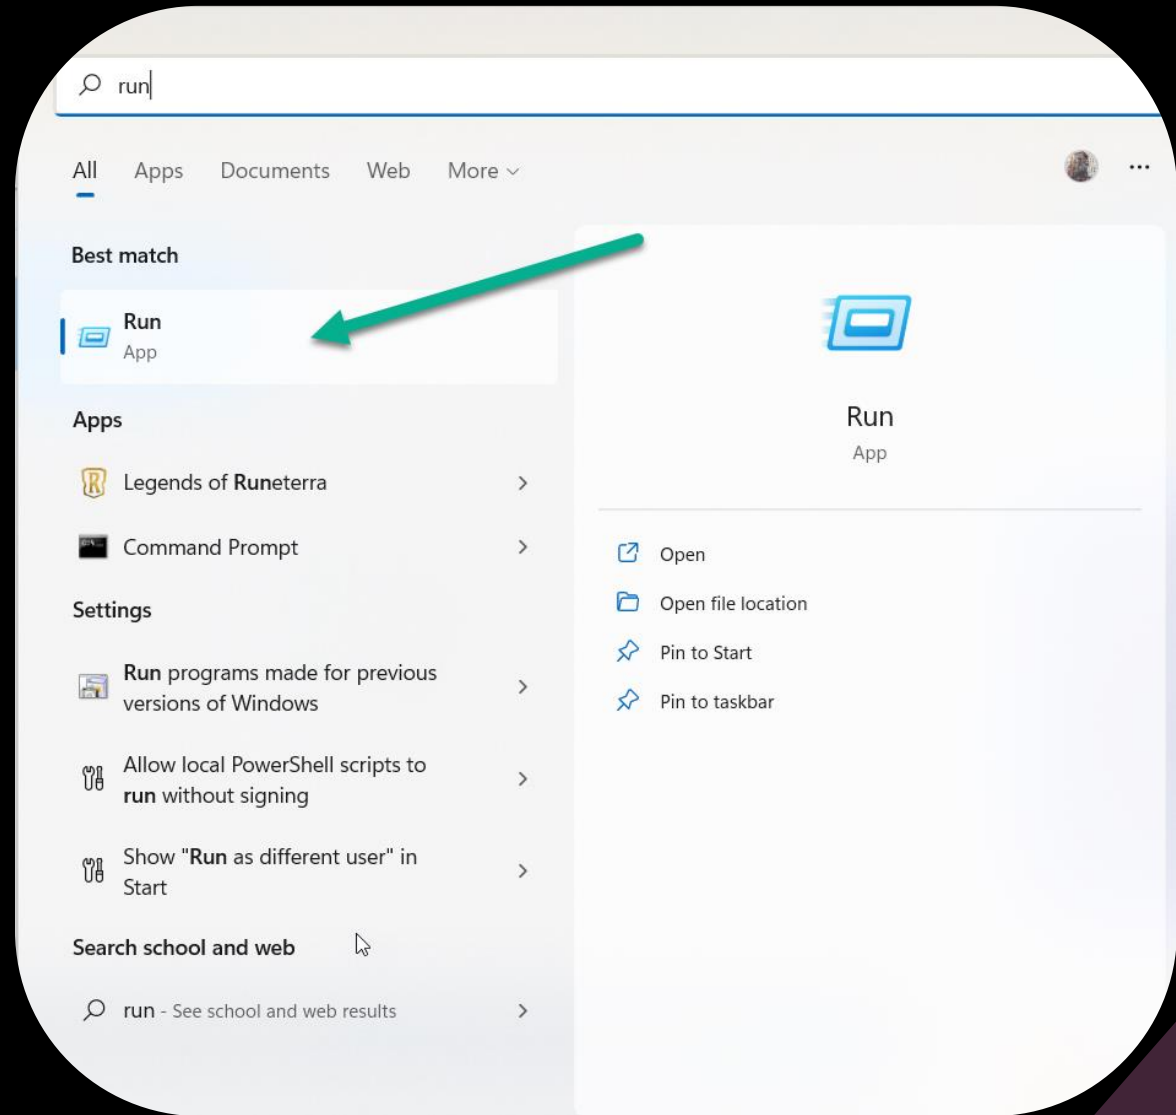 run
All Apps Documents Web More
Best match
Run
App
Apps
Legends of Runeterra
Command Prompt
Settings
Run programs made for previous
versions of Windows
Allow local PowerShell scripts to
run without signing
Show "Run as different user" in
Start
Search school and web
run - See school and web results
Run
App
Open
Open file location
Pin to Start
Pin to taskbar